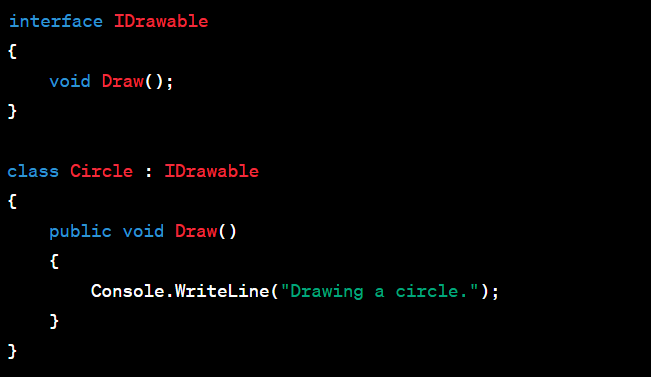 interface IDrawable
{
    void Draw();
}

class Circle : IDrawable
{
    public void Draw()
    {
        Console.WriteLine("Drawing a circle.");
    }
}